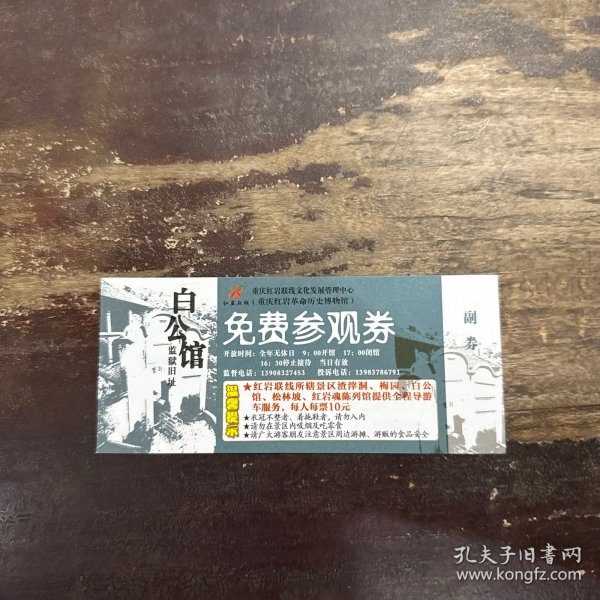 白公馆
监狱旧址
红岩联线
重庆红岩联线文化发展管理中心
（重庆红岩革命历史博物馆）
免费参观券
开放时间：全年无休日 9：00开馆 17：00闭馆
16：30停止接待 当日有效
监督电话：13908327453 投诉电话：13983786791
温馨提示
★红岩联线所辖景区渣滓洞、梅园、白公
馆、松林坡、红岩魂陈列馆提供全程导游
车服务，每人每票10元
★衣冠不整者、着拖鞋者，请勿入内
★请勿在景区内吸烟及吃零食
★请广大游客朋友注意景区周边游摊、游贩的食品安全
副券
孔夫子旧书网
www.kongfz.com